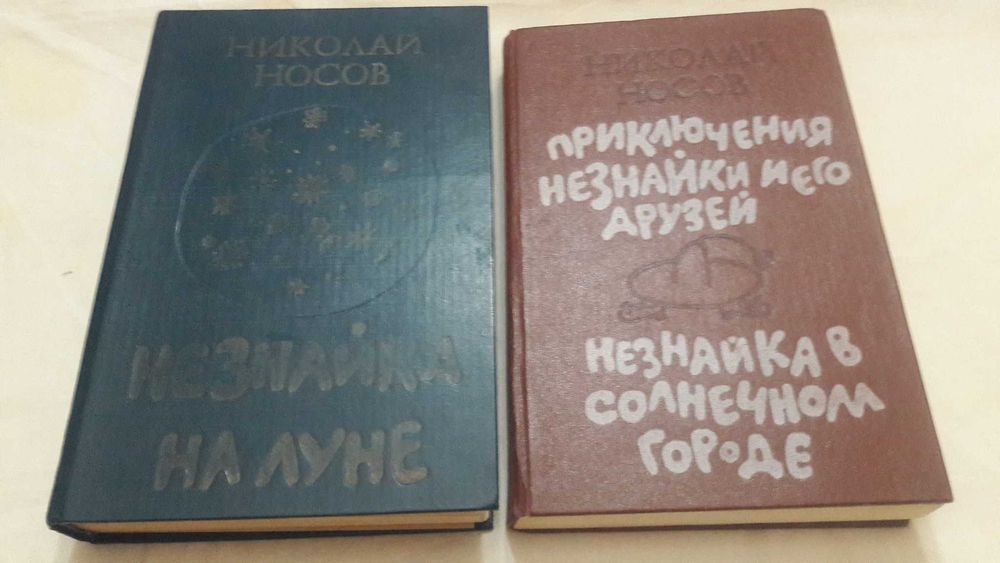 НИКОЛАЙ
НОСОВ
НЕЗНАЙКА
НА ЛУНЕ
НИКОЛАЙ
НОСОВ
ПРИКЛЮЧЕНИЯ
НЕЗНАЙКИ И ЕГО
ДРУЗЕЙ
НЕЗНАЙКА В
СОЛНЕЧНОМ
ГОРОДЕ